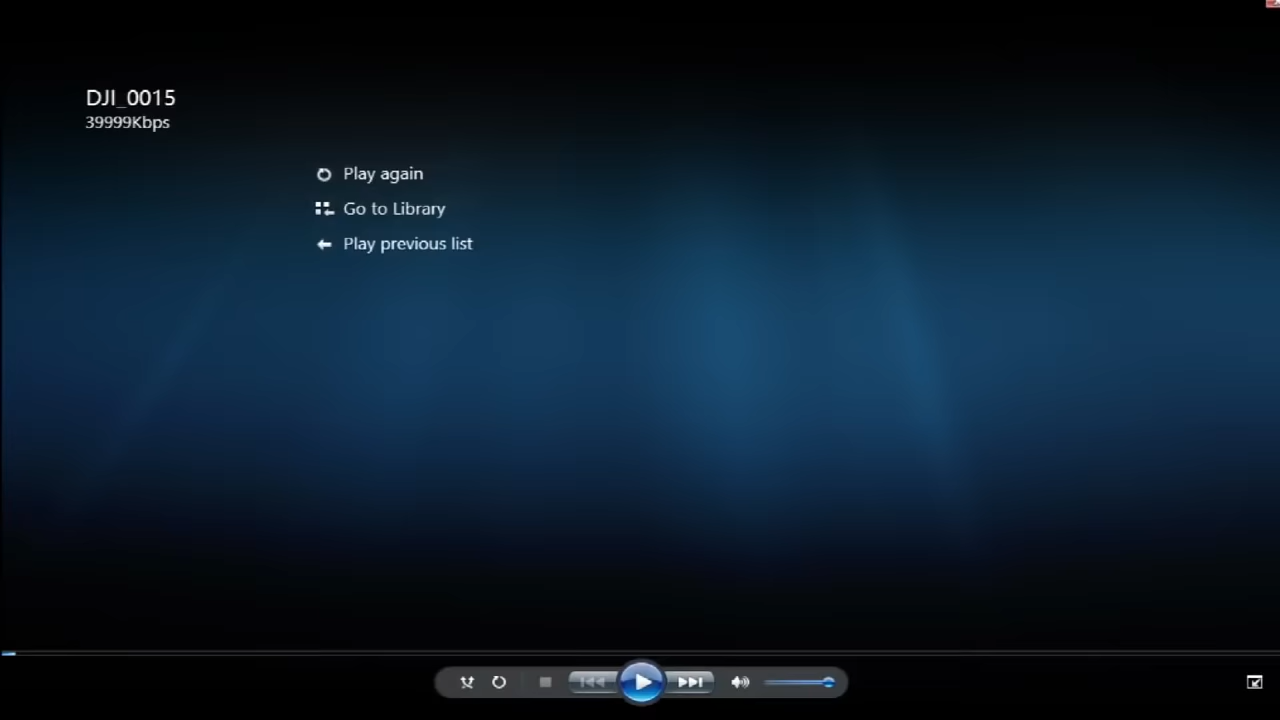 DJI_0015
39999Kbps
Play again
Go to Library
Play previous list